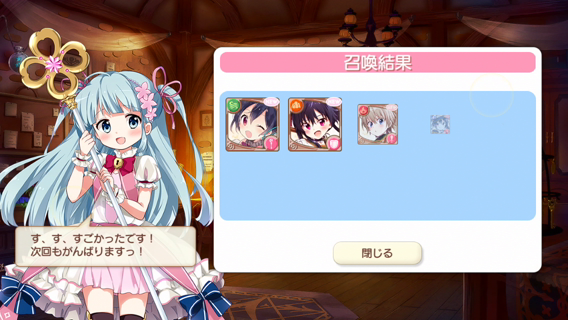 召喚結果
す、す、すごかったです！
次回もがんばりますっ！
閉じる